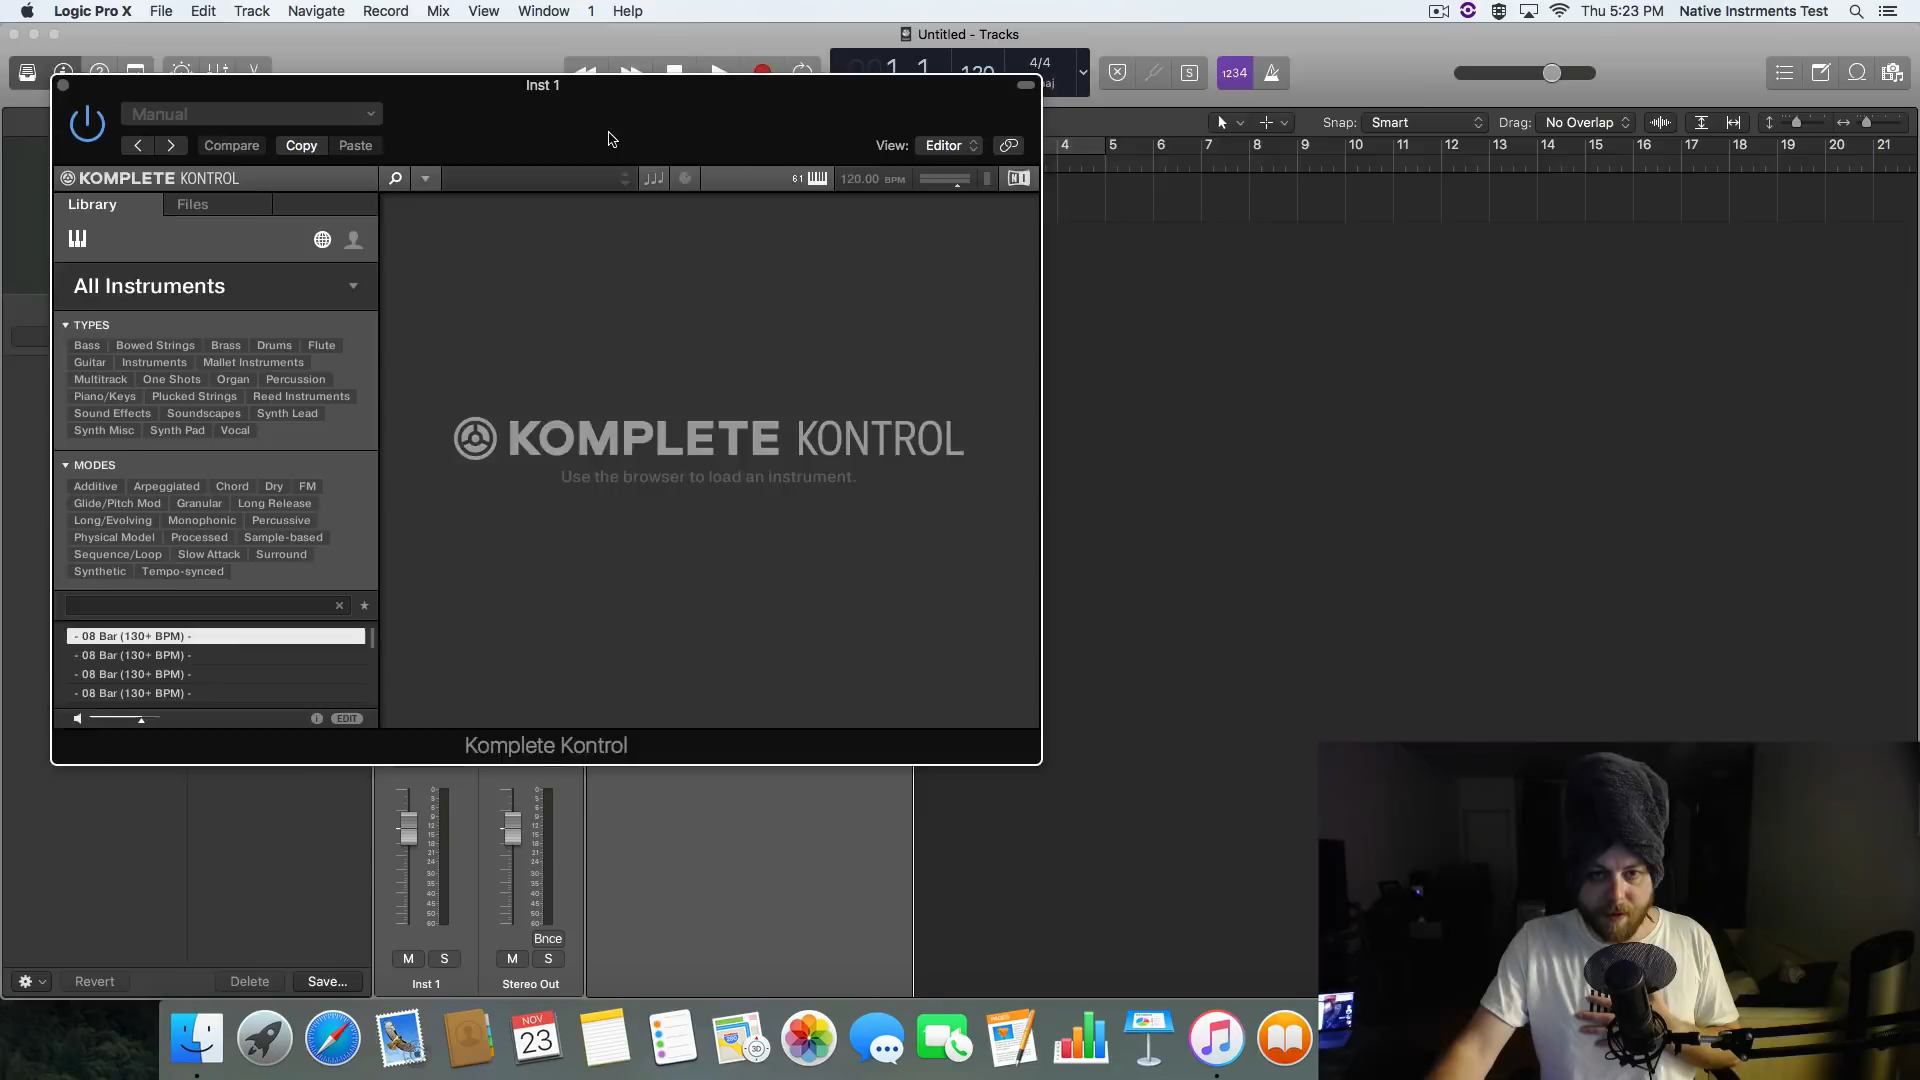 Logic Pro X File Edit Track Navigate Record Mix View Window 1 Help
Thu 5:23 PM Native Instrments Test
Untitled - Tracks
4/4
1234
S
Inst 1
Manual
Compare Copy Paste
View: Editor
Snap: Smart Drag: No Overlap
4 5 6 7 8 9 10 11 12 13 14 15 16 17 18 19 20 21
KOMPLETE KONTROL
61
120.00 BPM
Library Files
All Instruments
TYPES
Bass Bowed Strings Brass Drums Flute
Guitar Instruments Mallet Instruments
Multitrack One Shots Organ Percussion
Piano/Keys Plucked Strings Reed Instruments
Sound Effects Soundscapes Synth Lead
Synth Misc Synth Pad Vocal
MODES
Additive Arpeggiated Chord Dry FM
Glide/Pitch Mod Granular Long Release
Long/Evolving Monophonic Percussive
Physical Model Processed Sample-based
Sequence/Loop Slow Attack Surround
Synthetic Tempo-synced
- 08 Bar (130+ BPM) -
- 08 Bar (130+ BPM) -
- 08 Bar (130+ BPM) -
- 08 Bar (130+ BPM) -
EDIT
KOMPLETE KONTROL
Use the browser to load an instrument.
Komplete Kontrol
Bnce
M S M S
Inst 1 Stereo Out
Revert Delete Save...
NOV
23
PAGES